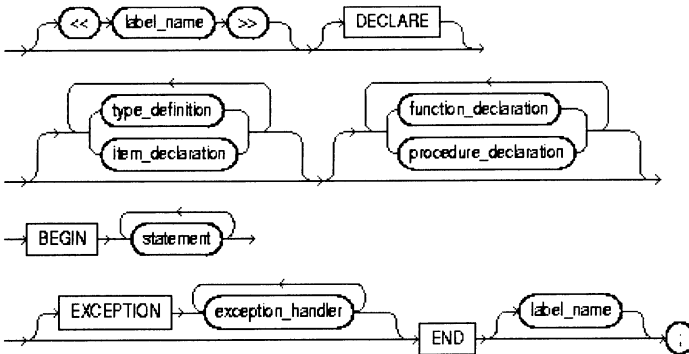 << label_name >> DECLARE
type_definition function_declaration
item_declaration procedure_declaration
BEGIN statement
EXCEPTION exception_handler END label_name ;